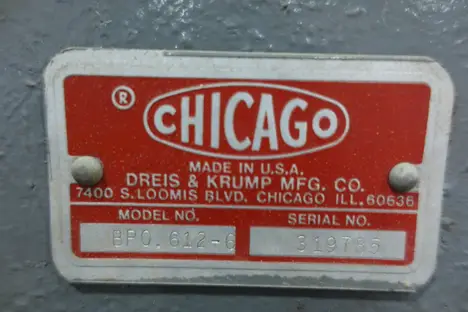 ®
CHICAGO
MADE IN U.S.A.
DREIS & KRUMP MFG. CO.
7400 S. LOOMIS BLVD. CHICAGO ILL. 60636
MODEL NO. SERIAL NO.
BPO. 612-6 319785